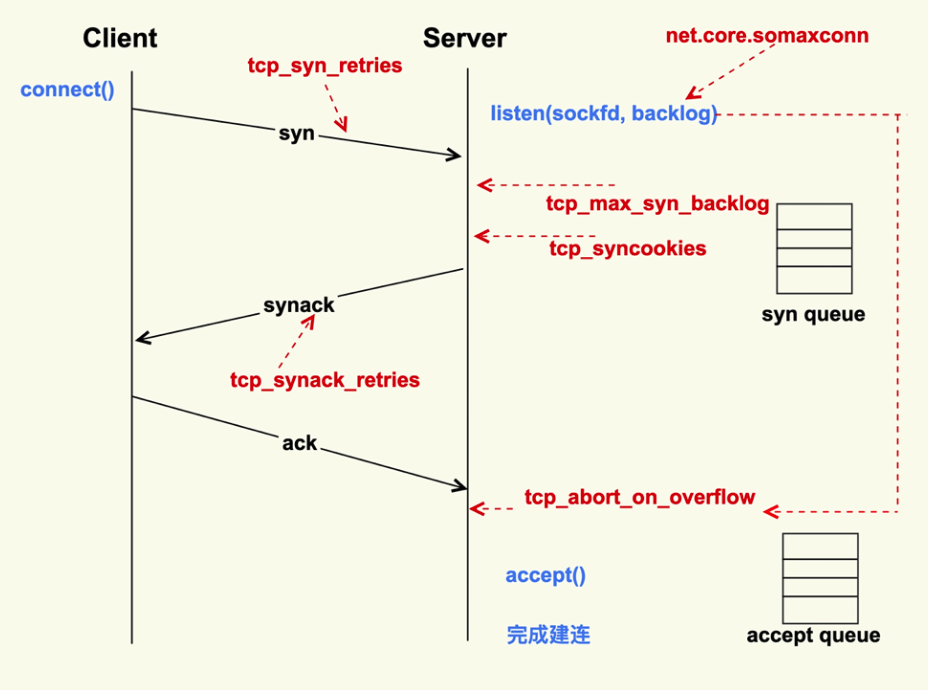 Client
Server
net.core.somaxconn
tcp_syn_retries
connect()
listen(sockfd, backlog)
syn
tcp_max_syn_backlog
tcp_syncookies
synack
syn queue
tcp_synack_retries
ack
tcp_abort_on_overflow
accept()
完成建连
accept queue